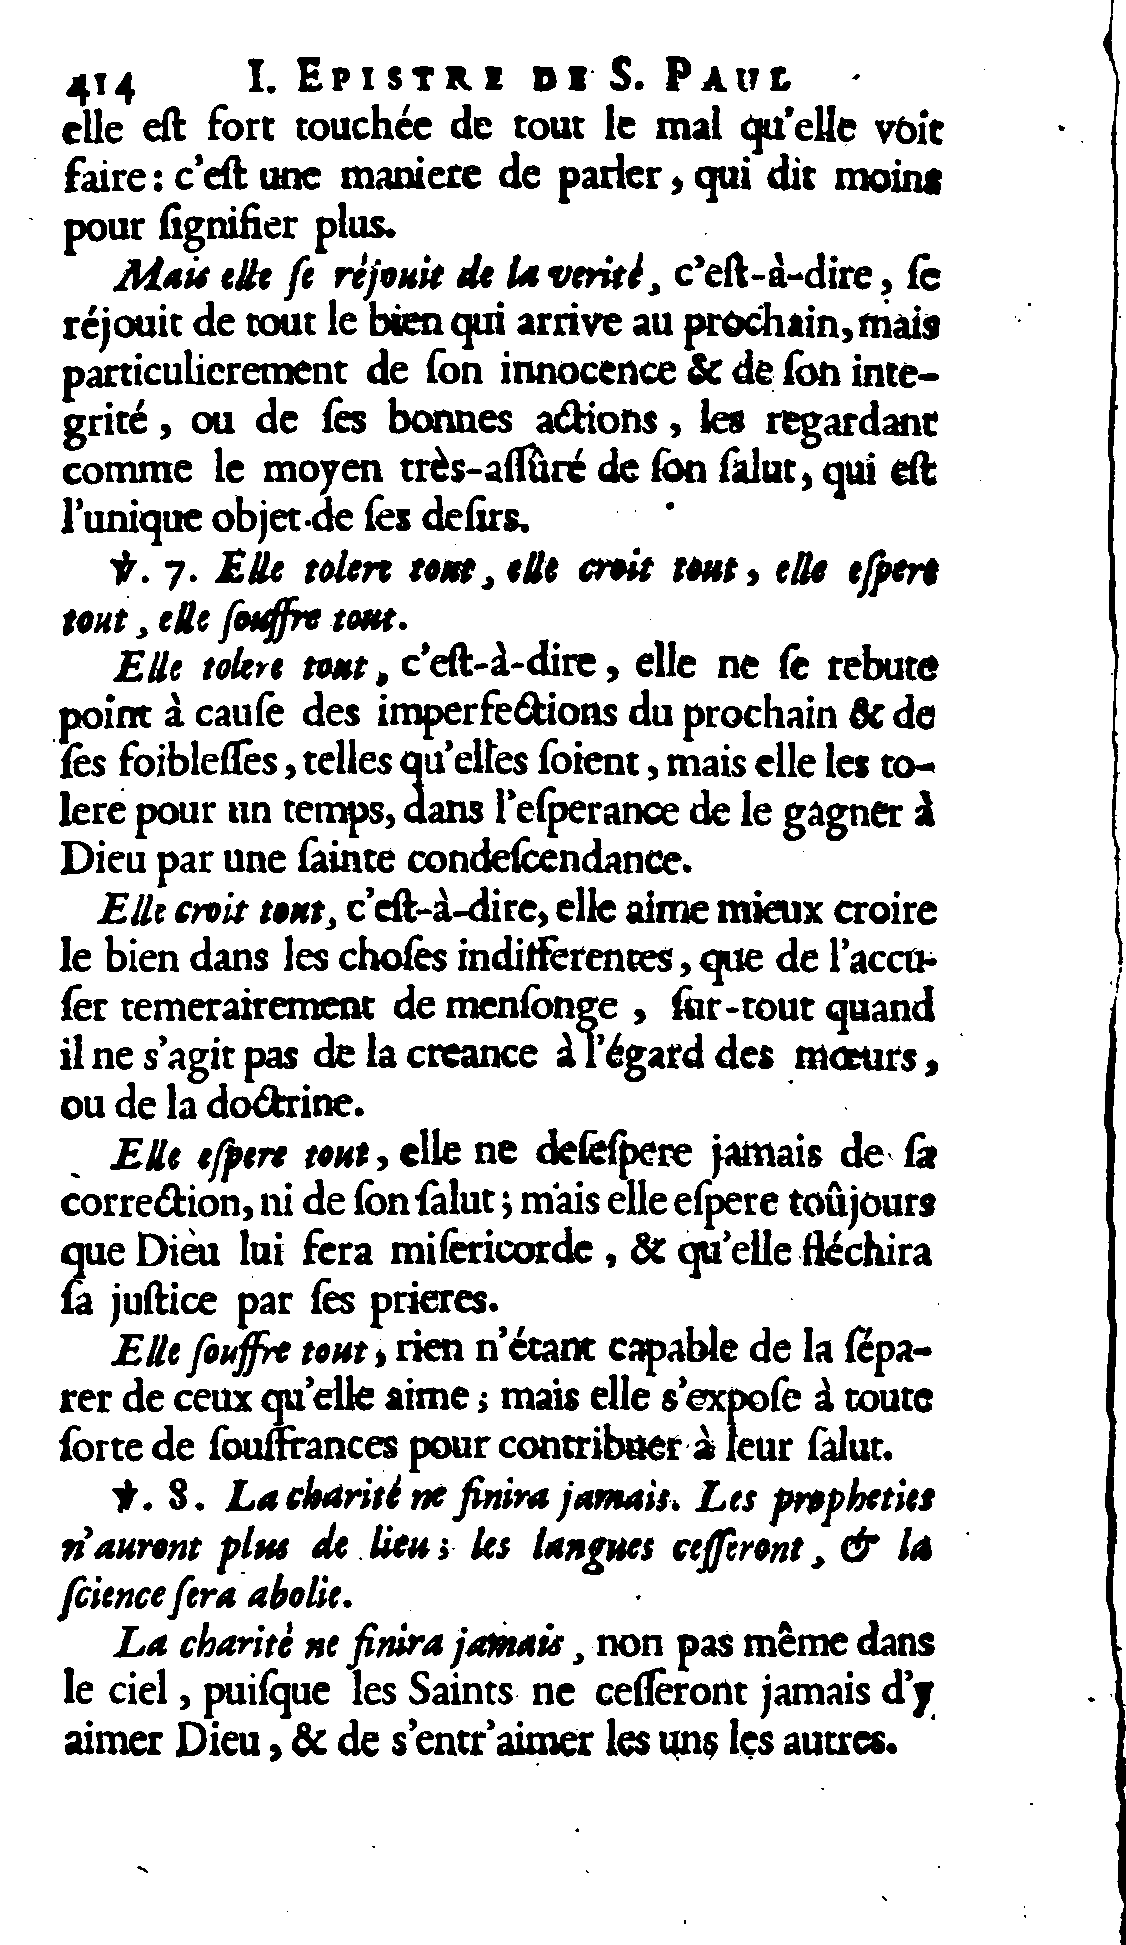 414 I. EPISTRE DE S. PAUL
elle eſt fort touchée de tout le mal qu'elle voit
faire : c'eſt une maniere de parler, qui dit moins
pour ſignifier plus.
Mais elle ſe réjouit de la verité, c'eſt-à-dire, ſe
réjouit de tout le bien qui arrive au prochain, mais
particulierement de ſon innocence & de ſon inte-
grité, ou de ſes bonnes actions, les regardant
comme le moyen très-aſſûré de ſon ſalut, qui eſt
l'unique objet de ſes deſirs.
℣. 7. Elle tolere tout, elle croit tout, elle eſpere
tout, elle ſouffre tout.
Elle tolere tout, c'eſt-à-dire, elle ne ſe rebute
point à cauſe des imperfections du prochain & de
ſes foibleſſes, telles qu'elles ſoient, mais elle les to-
lere pour un temps, dans l'eſperance de le gagner à
Dieu par une ſainte condeſcendance.
Elle croit tout, c'eſt-à-dire, elle aime mieux croire
le bien dans les choſes indifferentes, que de l'accu-
ſer temerairement de menſonge, ſur-tout quand
il ne s'agit pas de la creance à l'égard des mœurs,
ou de la doctrine.
Elle eſpere tout, elle ne deſeſpere jamais de ſa
correction, ni de ſon ſalut ; mais elle eſpere toûjours
que Dieu lui fera miſericorde, & qu'elle fléchira
ſa juſtice par ſes prieres.
Elle ſouffre tout, rien n'étant capable de la ſépa-
rer de ceux qu'elle aime ; mais elle s'expoſe à toute
ſorte de ſouffrances pour contribuer à leur ſalut.
℣. 8. La charité ne finira jamais. Les propheties
n'auront plus de lieu ; les langues ceſſeront, & la
ſcience ſera abolie.
La charité ne finira jamais, non pas même dans
le ciel, puiſque les Saints ne ceſſeront jamais d'y
aimer Dieu, & de s'entr'aimer les uns les autres.